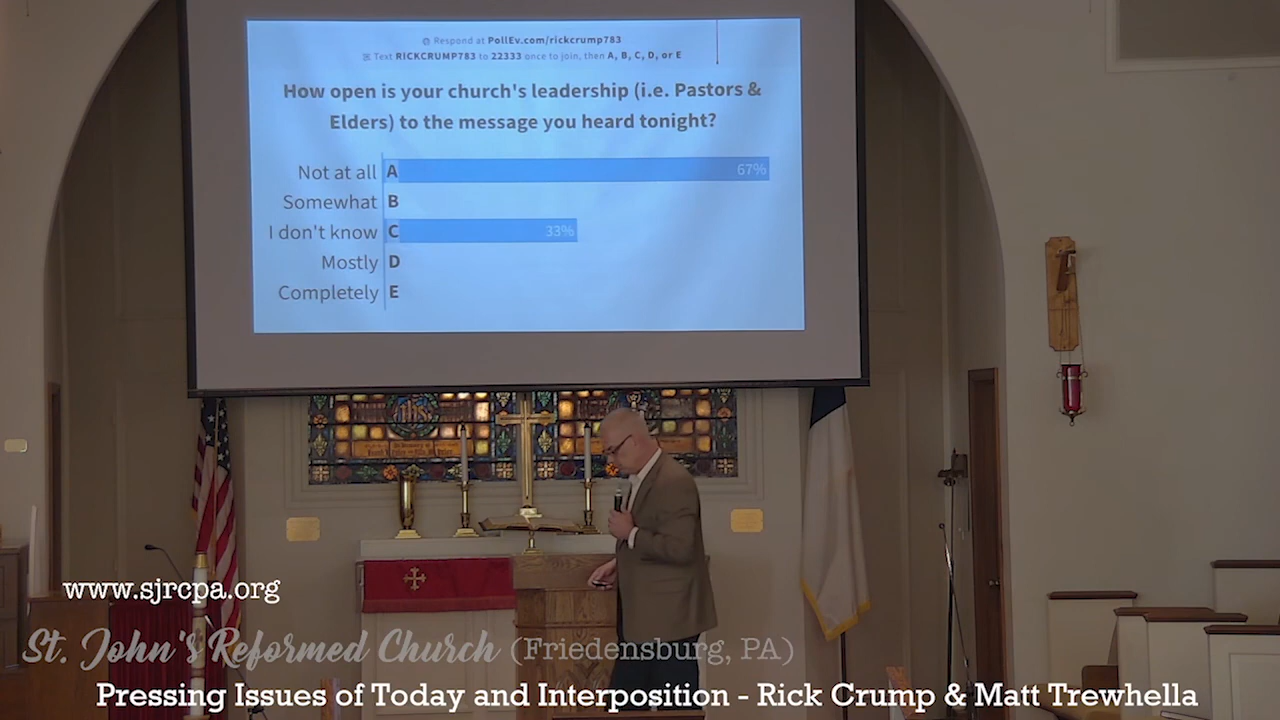 Respond at PollEv.com/rickcrump783
Text RICKCRUMP783 to 22333 once to join, then A, B, C, D, or E
How open is your church's leadership (i.e. Pastors &
Elders) to the message you heard tonight?
Not at all A 67%
Somewhat B
I don't know C 33%
Mostly D
Completely E
IHS
www.sjrcpa.org
St. John's Reformed Church (Friedensburg, PA)
Pressing Issues of Today and Interposition - Rick Crump & Matt Trewhella